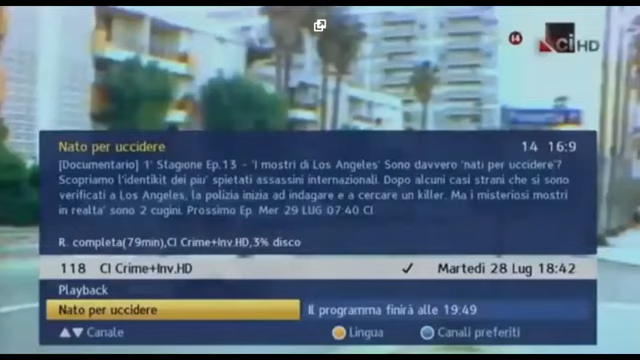 14
Ci HD
Nato per uccidere 14 16:9
[Documentario] 1' Stagione Ep.13 - 'I mostri di Los Angeles' Sono davvero 'nati per uccidere'?
Scopriamo l'identikit dei piu' spietati assassini internazionali. Dopo alcuni casi strani che si sono
verificati a Los Angeles, la polizia inizia ad indagare e a cercare un killer. Ma i misteriosi mostri
in realta' sono 2 cugini. Prossimo Ep. Mer 29 LUG 07:40 CI
R. completa(79min),CI Crime+Inv.HD,3% disco
118 CI Crime+Inv.HD ✓ Martedi 28 Lug 18:42
Playback
Nato per uccidere Il programma finirà alle 19:49
▲▼ Canale Lingua Canali preferiti